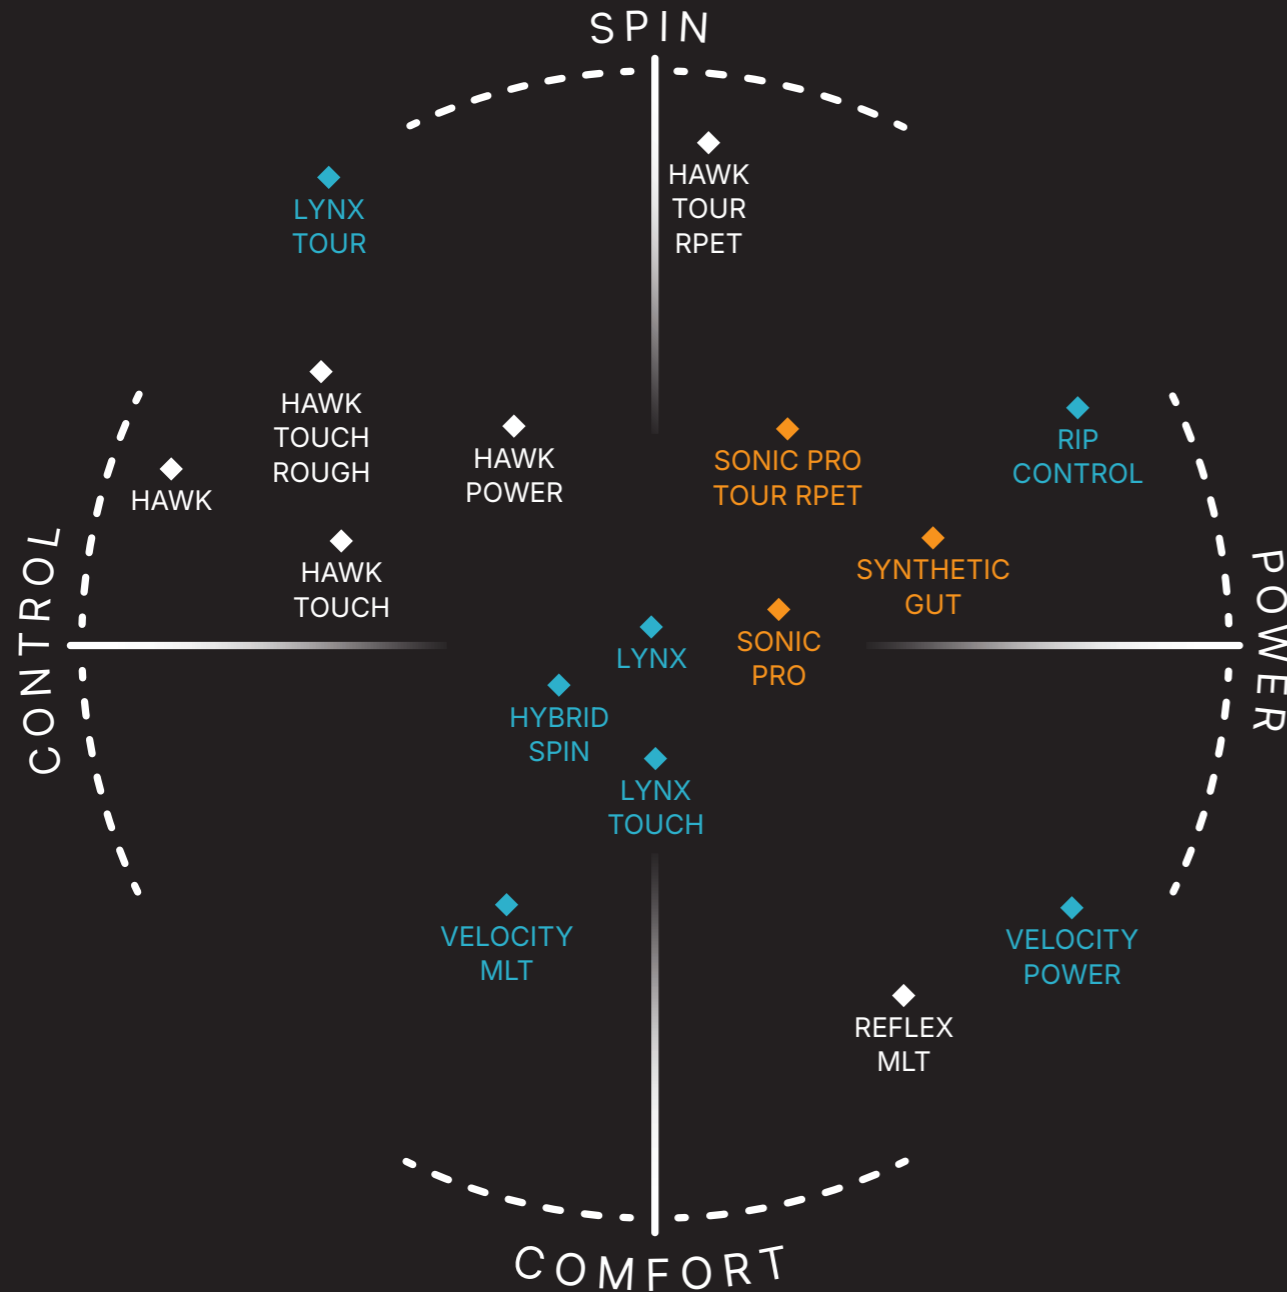 SPIN
HAWK
TOUR
RPET
LYNX
TOUR
HAWK
TOUCH
ROUGH
HAWK
POWER
SONIC PRO
TOUR RPET
RIP
CONTROL
HAWK
HAWK
TOUCH
SYNTHETIC
GUT
CONTROL
POWER
LYNX
SONIC
PRO
HYBRID
SPIN
LYNX
TOUCH
VELOCITY
MLT
VELOCITY
POWER
REFLEX
MLT
COMFORT